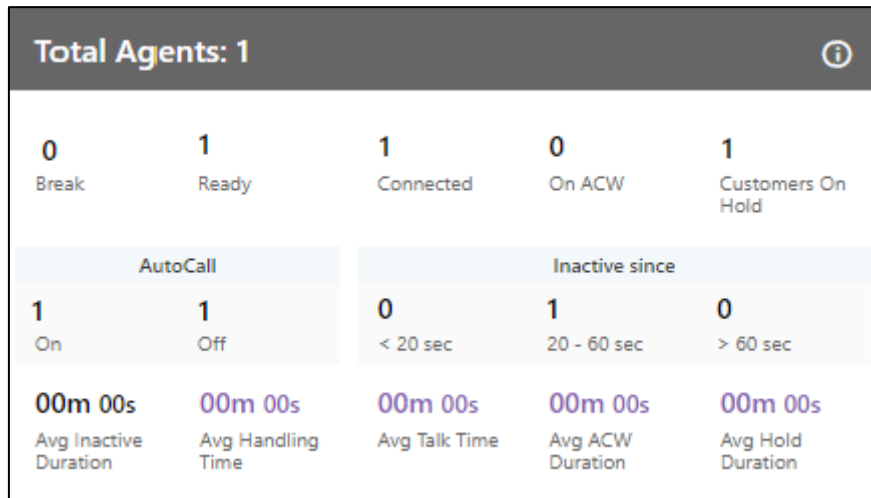 Total Agents: 1
0 1 1 0 1
Break Ready Connected On ACW Customers On
Hold
AutoCall Inactive since
1 1 0 1 0
On Off < 20 sec 20 - 60 sec > 60 sec
00m 00s 00m 00s 00m 00s 00m 00s 00m 00s
Avg Inactive Avg Handling Avg Talk Time Avg ACW Avg Hold
Duration Time Duration Duration